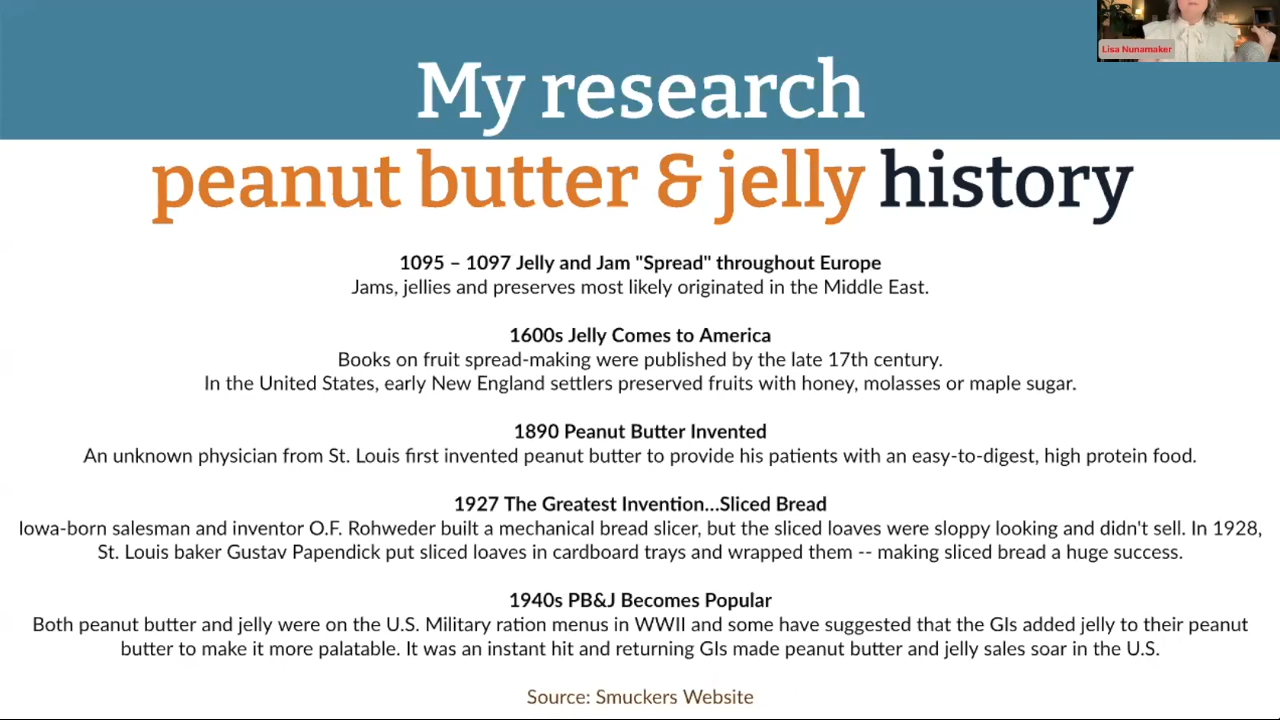 Lisa Nunamaker
My research
peanut butter & jelly history
1095 – 1097 Jelly and Jam "Spread" throughout Europe
Jams, jellies and preserves most likely originated in the Middle East.
1600s Jelly Comes to America
Books on fruit spread-making were published by the late 17th century.
In the United States, early New England settlers preserved fruits with honey, molasses or maple sugar.
1890 Peanut Butter Invented
An unknown physician from St. Louis first invented peanut butter to provide his patients with an easy-to-digest, high protein food.
1927 The Greatest Invention...Sliced Bread
Iowa-born salesman and inventor O.F. Rohweder built a mechanical bread slicer, but the sliced loaves were sloppy looking and didn't sell. In 1928,
St. Louis baker Gustav Papendick put sliced loaves in cardboard trays and wrapped them -- making sliced bread a huge success.
1940s PB&J Becomes Popular
Both peanut butter and jelly were on the U.S. Military ration menus in WWII and some have suggested that the GIs added jelly to their peanut
butter to make it more palatable. It was an instant hit and returning GIs made peanut butter and jelly sales soar in the U.S.
Source: Smuckers Website